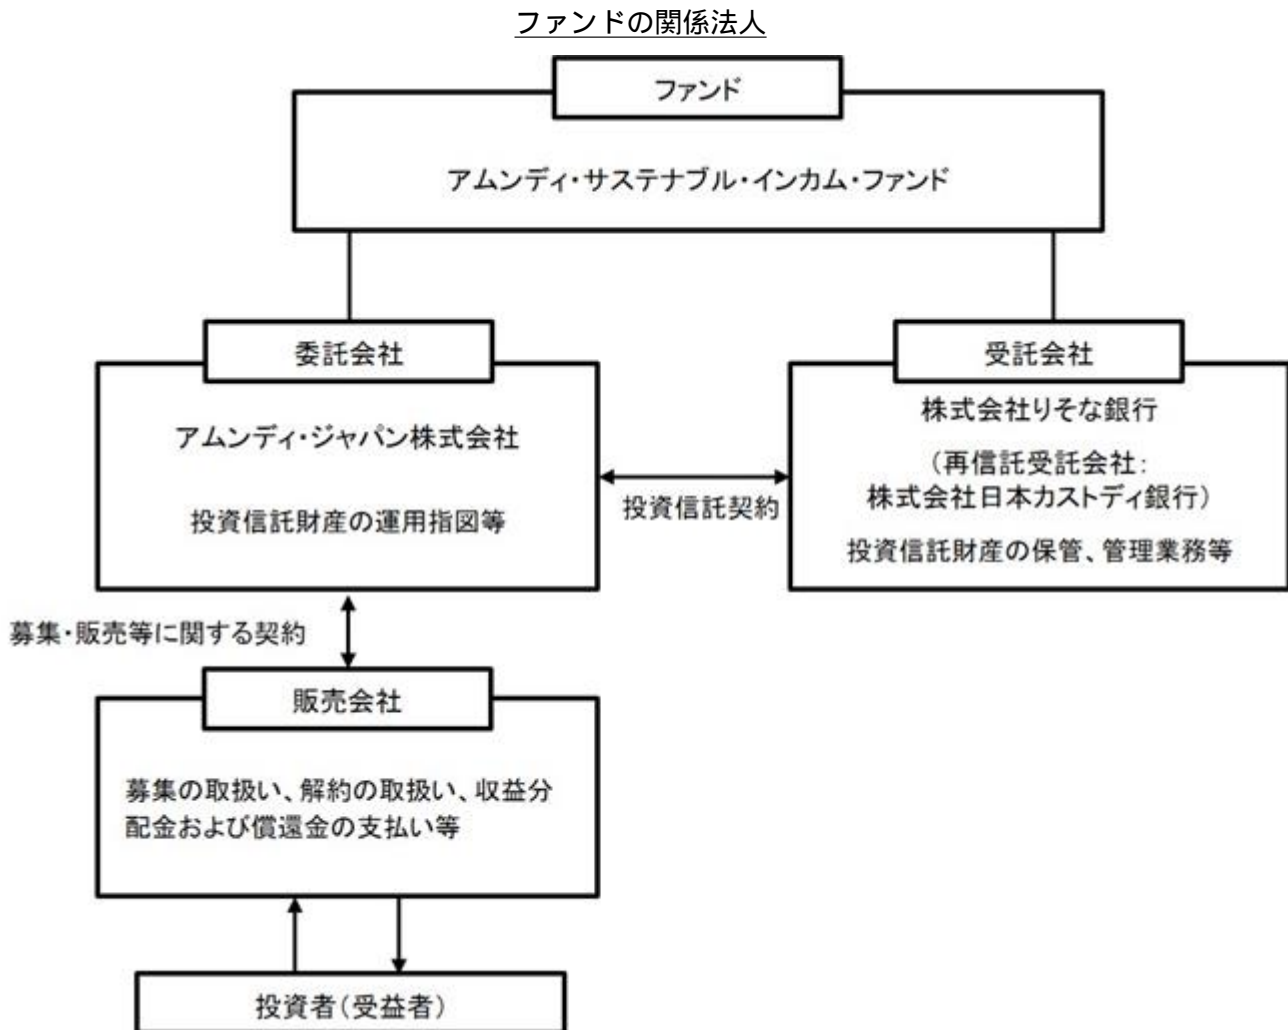 ファンドの関係法人
ファンド
アムンディ・サステナブル・インカム・ファンド
委託会社
アムンディ・ジャパン株式会社
投資信託財産の運用指図等
投資信託契約
受託会社
株式会社りそな銀行
（再信託受託会社：
株式会社日本カストディ銀行）
投資信託財産の保管、管理業務等
募集・販売等に関する契約
販売会社
募集の取扱い、解約の取扱い、収益分
配金および償還金の支払い等
投資者（受益者）